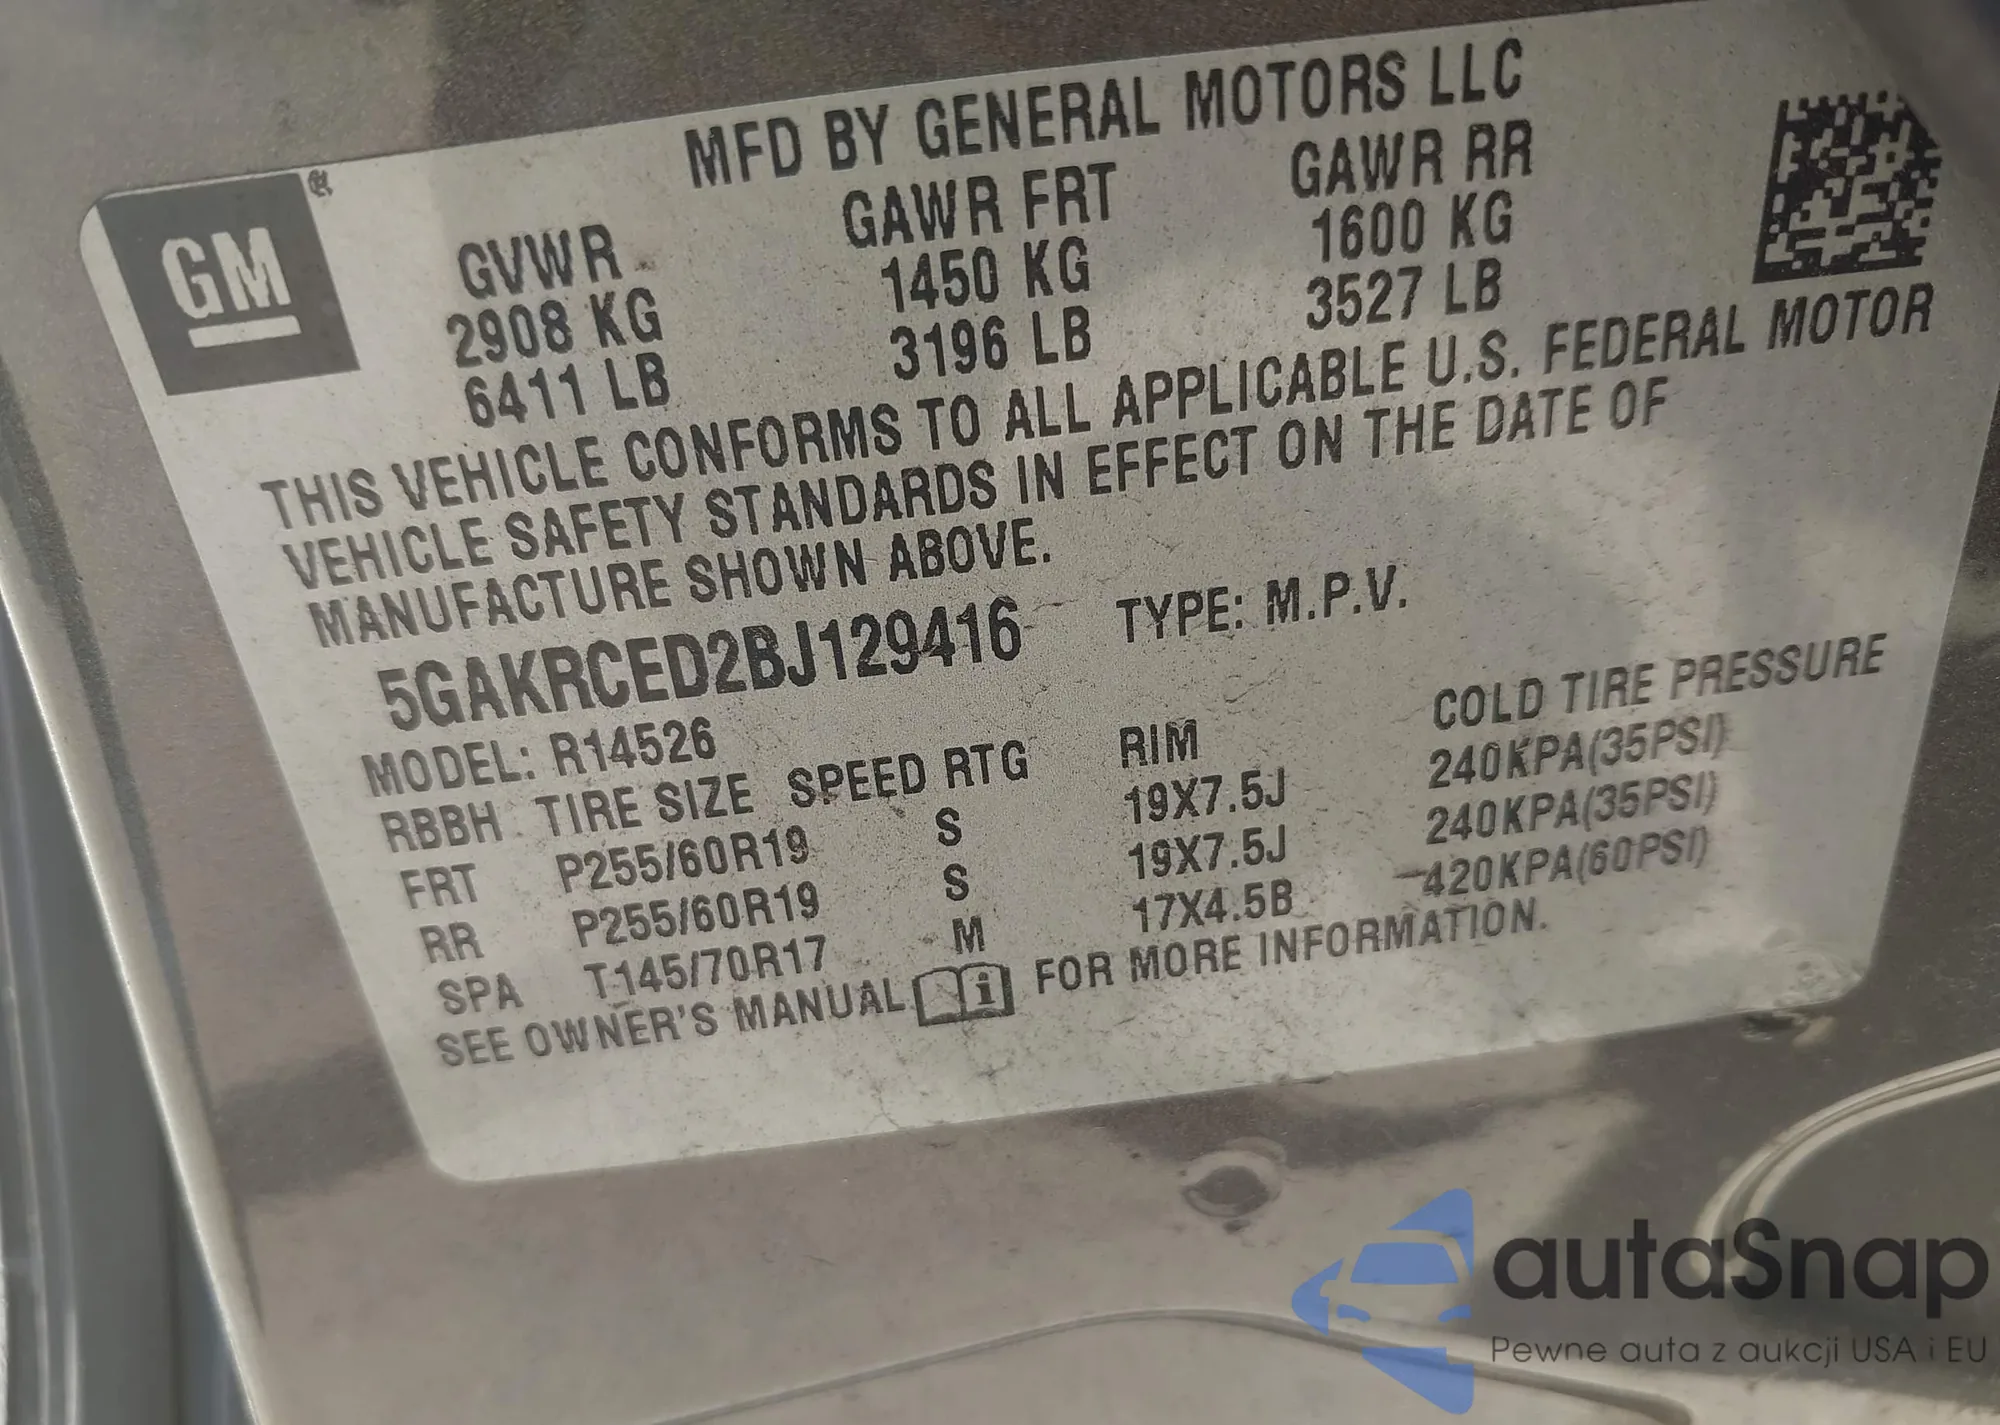 MFD BY GENERAL MOTORS LLC
GM®
GVWR GAWR FRT GAWR RR
2908 KG 1450 KG 1600 KG
6411 LB 3196 LB 3527 LB
THIS VEHICLE CONFORMS TO ALL APPLICABLE U.S. FEDERAL MOTOR
VEHICLE SAFETY STANDARDS IN EFFECT ON THE DATE OF
MANUFACTURE SHOWN ABOVE.
5GAKRCED2BJ129416 TYPE: M.P.V.
MODEL: R14526
RBBH TIRE SIZE SPEED RTG RIM COLD TIRE PRESSURE
FRT P255/60R19 S 19X7.5J 240KPA(35PSI)
RR P255/60R19 S 19X7.5J 240KPA(35PSI)
SPA T145/70R17 M 17X4.5B 420KPA(60PSI)
SEE OWNER'S MANUAL i FOR MORE INFORMATION.
autaSnap
Pewne auta z aukcji USA i EU